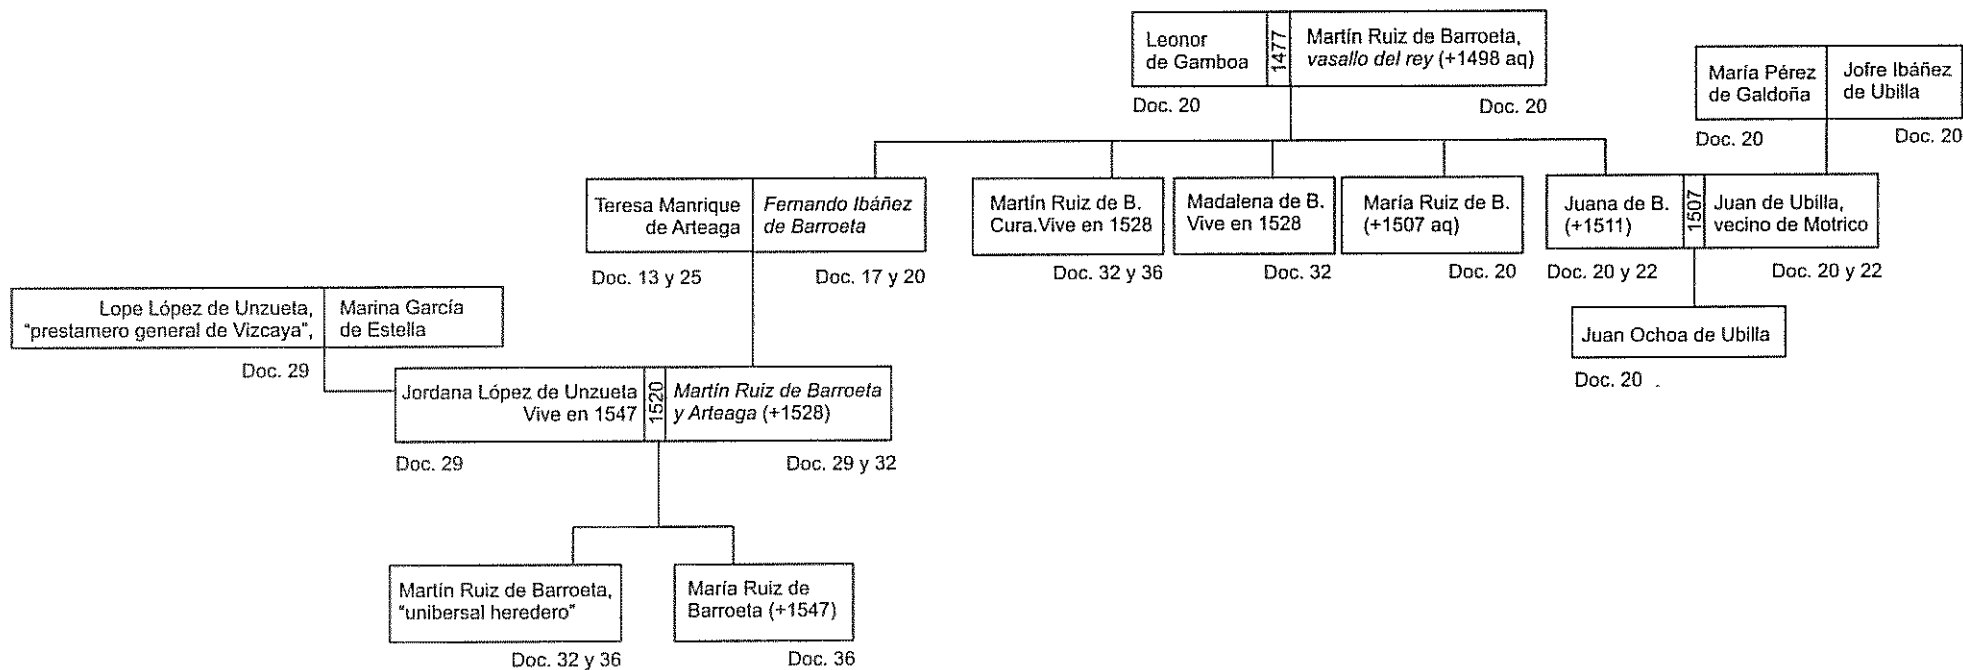 Leonor
de Gamboa
1477
Martín Ruiz de Barroeta,
vasallo del rey (+1498 aq)
Doc. 20
Doc. 20
María Pérez
de Galdoña
Jofre Ibáñez
de Ubilla
Doc. 20
Doc. 20
Teresa Manrique
de Arteaga
Fernando Ibáñez
de Barroeta
Doc. 13 y 25
Doc. 17 y 20
Martín Ruiz de B.
Cura.Vive en 1528
Doc. 32 y 36
Madalena de B.
Vive en 1528
Doc. 32
María Ruiz de B.
(+1507 aq)
Doc. 20
Juana de B.
(+1511)
1507
Juan de Ubilla,
vecino de Motrico
Doc. 20 y 22
Doc. 20 y 22
Juan Ochoa de Ubilla
Doc. 20
Lope López de Unzueta,
"prestamero general de Vizcaya",
Marina García
de Estella
Doc. 29
Jordana López de Unzueta
Vive en 1547
1520
Martín Ruiz de Barroeta
y Arteaga (+1528)
Doc. 29
Doc. 29 y 32
Martín Ruiz de Barroeta,
"unibersal heredero"
Doc. 32 y 36
María Ruiz de
Barroeta (+1547)
Doc. 36